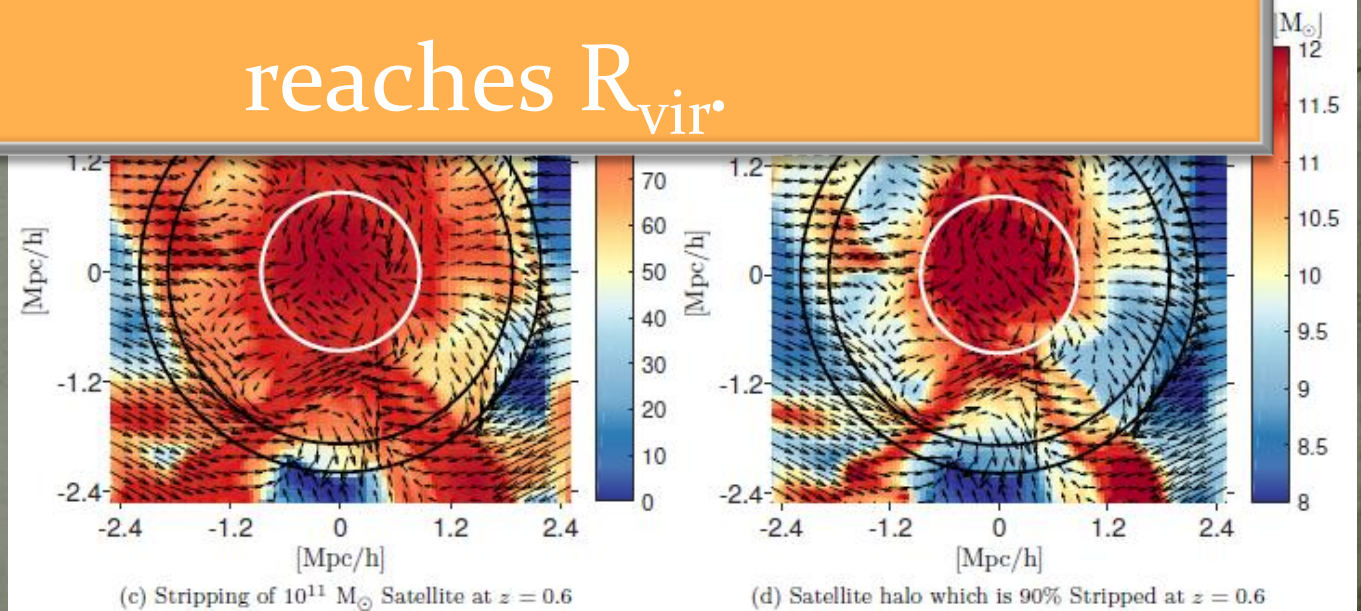 reaches Rvir.
[M☉]
12
11.5
11
10.5
10
9.5
9
8.5
8
70
60
50
40
30
20
10
0
1.2
0
-1.2
-2.4
[Mpc/h]
-2.4 -1.2 0 1.2 2.4
[Mpc/h]
(c) Stripping of 10¹¹ M☉ Satellite at z = 0.6
1.2
0
-1.2
-2.4
[Mpc/h]
-2.4 -1.2 0 1.2 2.4
[Mpc/h]
(d) Satellite halo which is 90% Stripped at z = 0.6